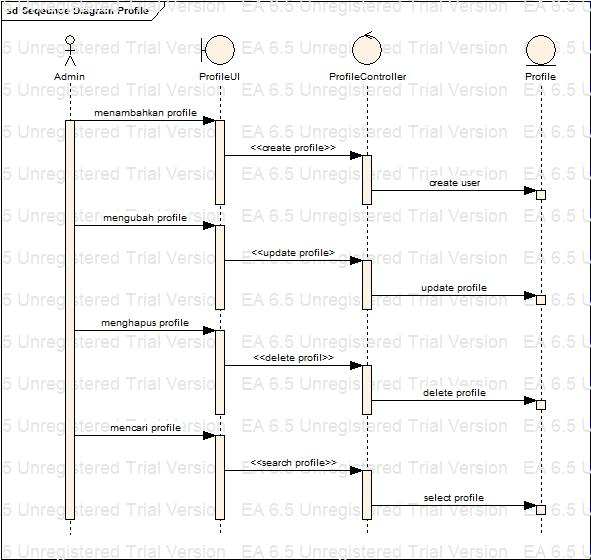 sd Seqeunce Diagram Profile
EA 6.5 Unregistered Trial Version
Admin
ProfileUI
ProfileController
Profile
menambahkan profile
<<create profile>>
create user
mengubah profile
<<update profile>
update profile
menghapus profile
<<delete profil>>
delete profile
mencari profile
<<search profile>>
select profile